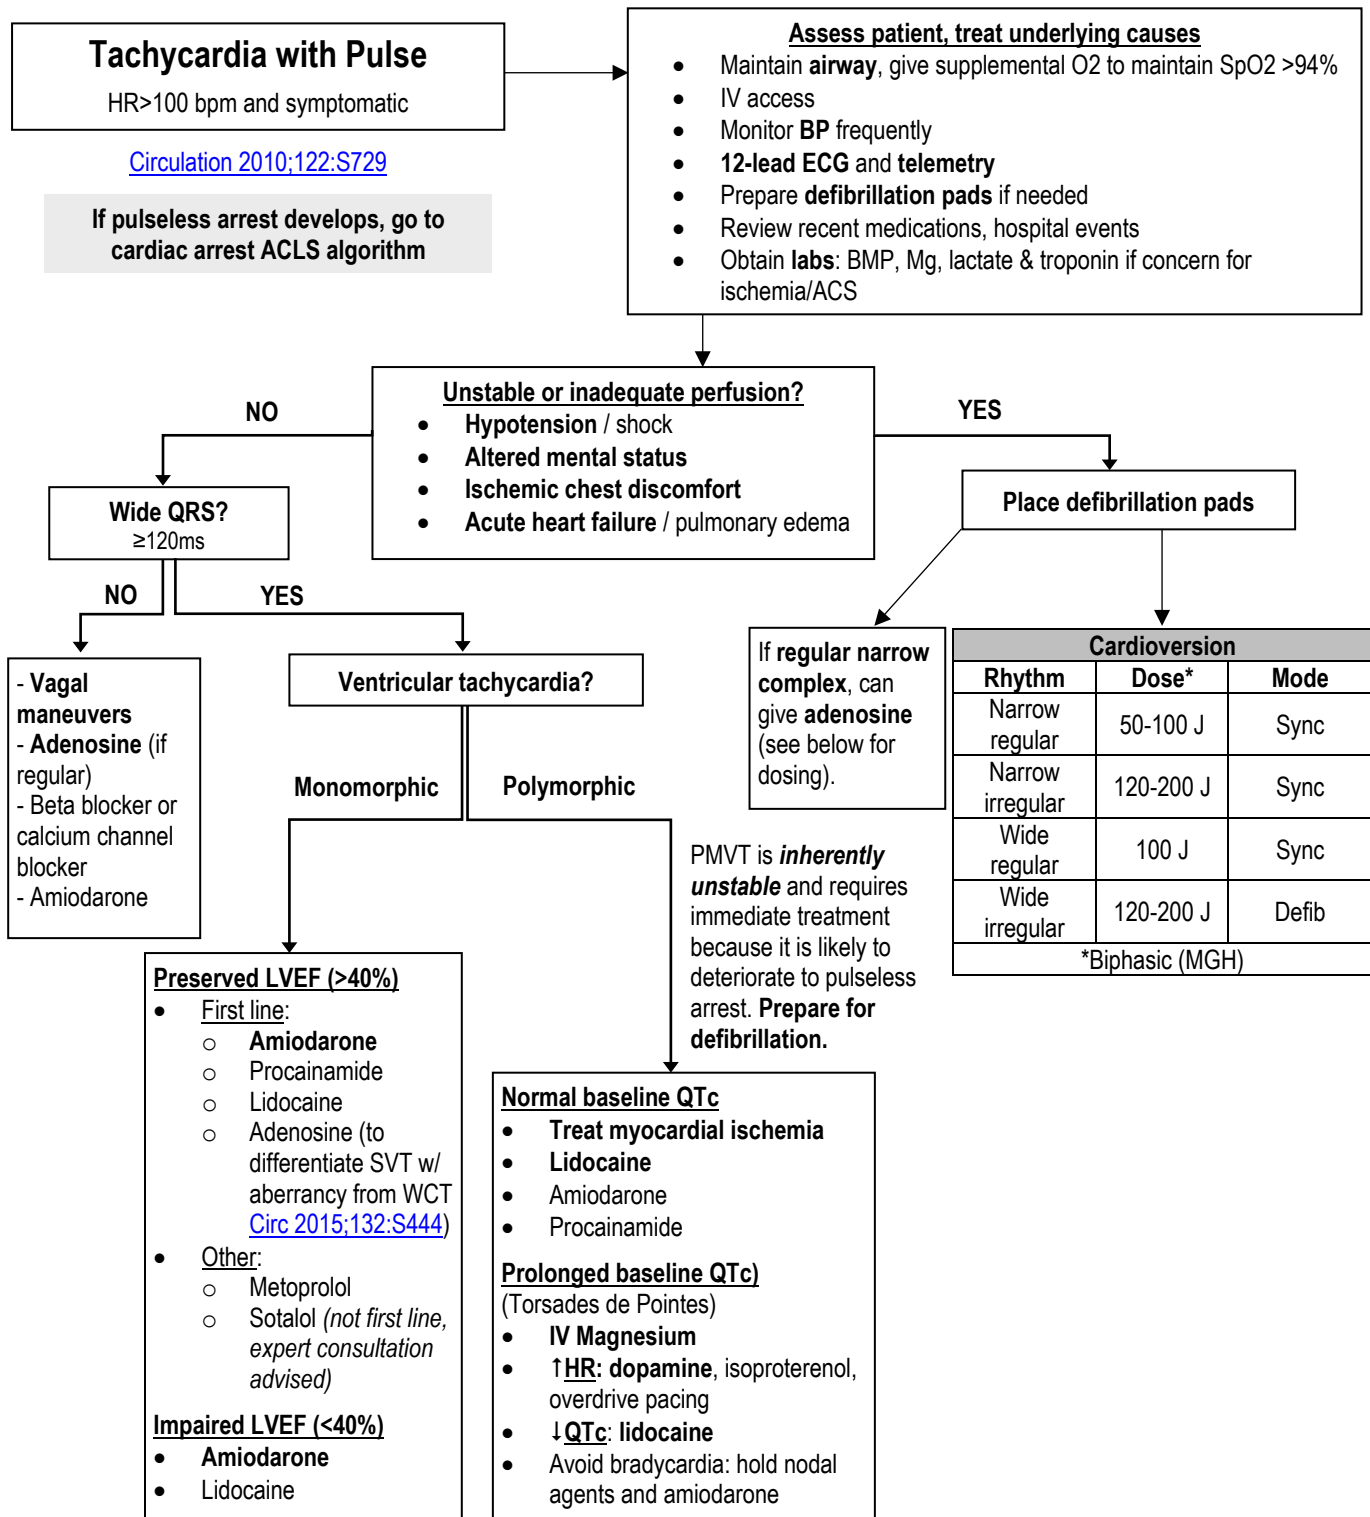 Tachycardia with Pulse
HR>100 bpm and symptomatic
Circulation 2010;122:S729
If pulseless arrest develops, go to
cardiac arrest ACLS algorithm
Assess patient, treat underlying causes
• Maintain airway, give supplemental O2 to maintain SpO2 >94%
• IV access
• Monitor BP frequently
• 12-lead ECG and telemetry
• Prepare defibrillation pads if needed
• Review recent medications, hospital events
• Obtain labs: BMP, Mg, lactate & troponin if concern for
ischemia/ACS
Unstable or inadequate perfusion?
• Hypotension / shock
• Altered mental status
• Ischemic chest discomfort
• Acute heart failure / pulmonary edema
NO
YES
Wide QRS?
≥120ms
NO
YES
- Vagal
maneuvers
- Adenosine (if
regular)
- Beta blocker or
calcium channel
blocker
- Amiodarone
Ventricular tachycardia?
Monomorphic
Polymorphic
Place defibrillation pads
If regular narrow
complex, can
give adenosine
(see below for
dosing).
Cardioversion
Rhythm Dose* Mode
Narrow
regular 50-100 J Sync
Narrow
irregular 120-200 J Sync
Wide
regular 100 J Sync
Wide
irregular 120-200 J Defib
*Biphasic (MGH)
PMVT is inherently
unstable and requires
immediate treatment
because it is likely to
deteriorate to pulseless
arrest. Prepare for
defibrillation.
Preserved LVEF (>40%)
• First line:
o Amiodarone
o Procainamide
o Lidocaine
o Adenosine (to
differentiate SVT w/
aberrancy from WCT
Circ 2015;132:S444)
• Other:
o Metoprolol
o Sotalol (not first line,
expert consultation
advised)
Impaired LVEF (<40%)
• Amiodarone
• Lidocaine
Normal baseline QTc
• Treat myocardial ischemia
• Lidocaine
• Amiodarone
• Procainamide
Prolonged baseline QTc)
(Torsades de Pointes)
• IV Magnesium
• ↑HR: dopamine, isoproterenol,
overdrive pacing
• ↓QTc: lidocaine
• Avoid bradycardia: hold nodal
agents and amiodarone